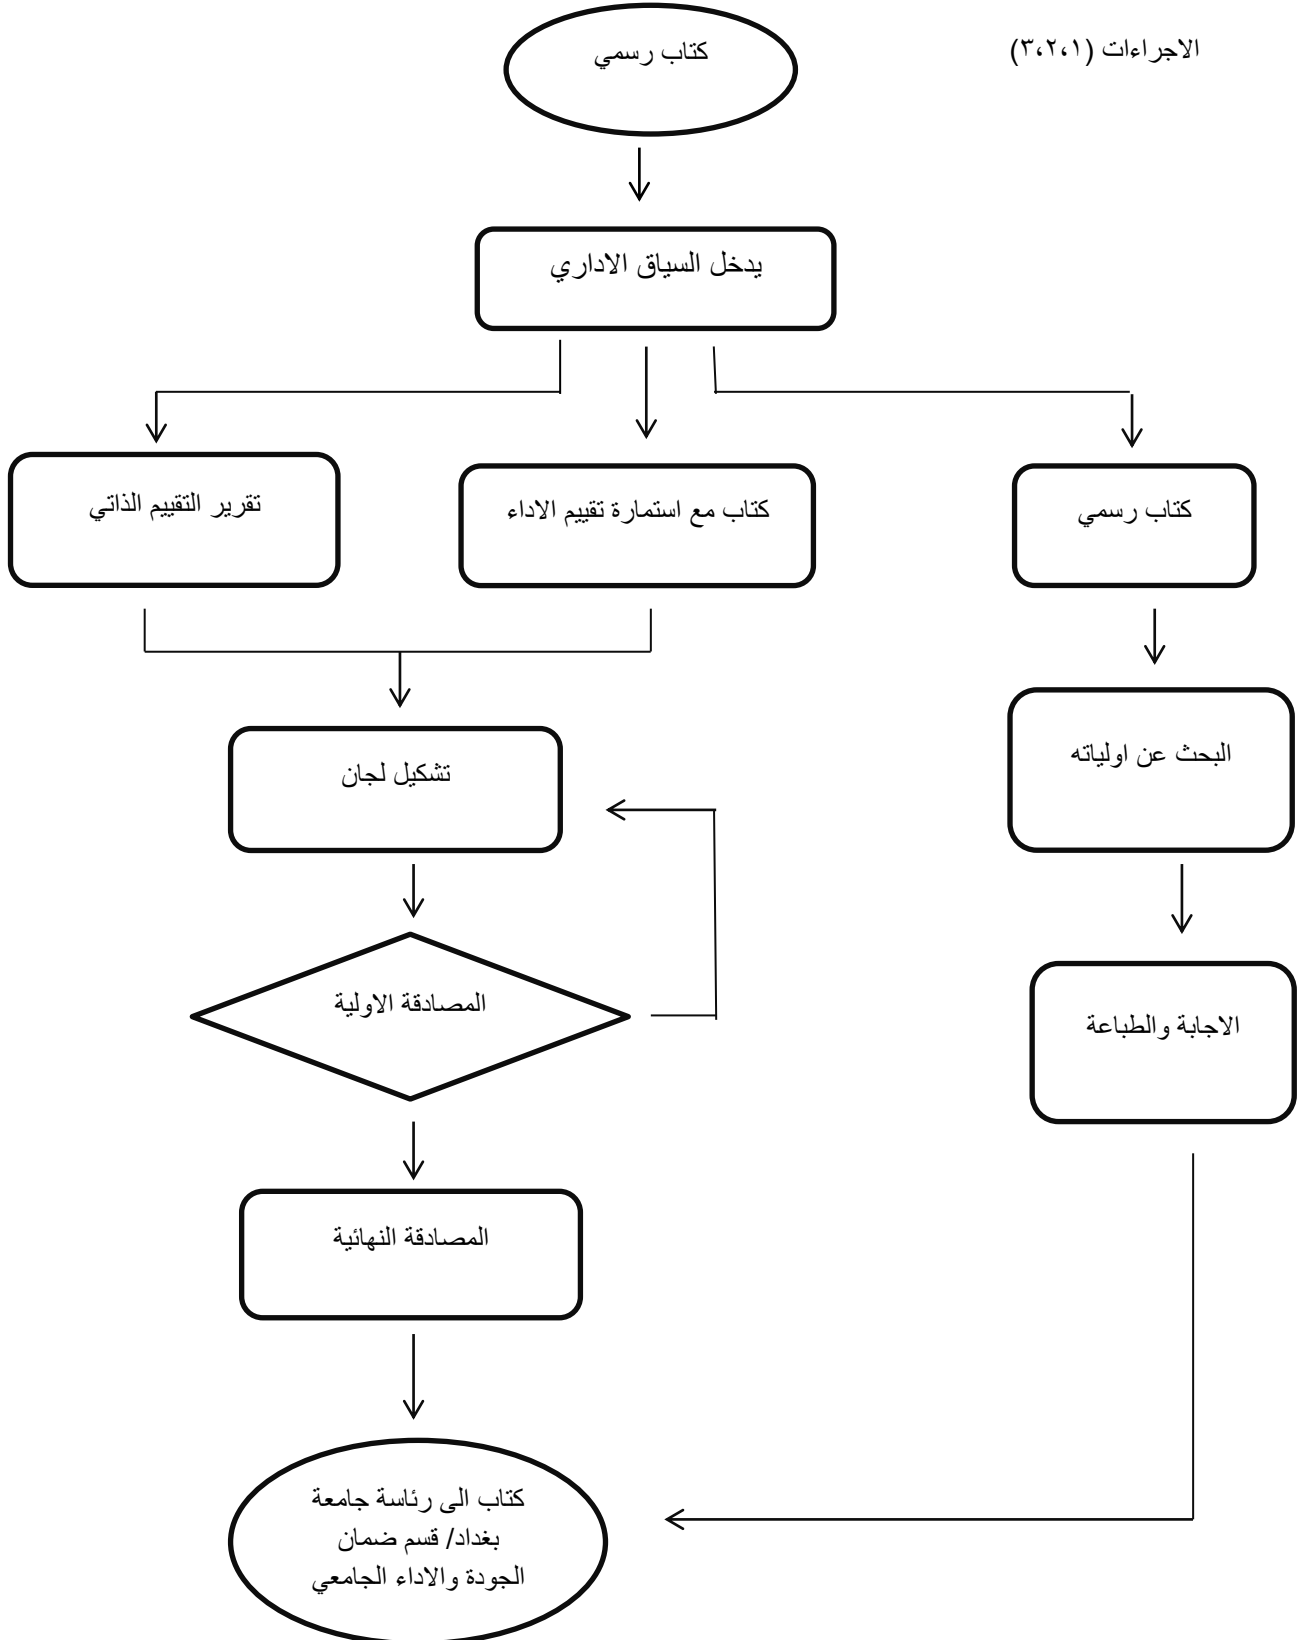 الاجراءات (١،٢،٣)
كتاب رسمي
يدخل السياق الاداري
كتاب رسمي
كتاب مع استمارة تقييم الاداء
تقرير التقييم الذاتي
البحث عن اولياته
تشكيل لجان
الاجابة والطباعة
المصادقة الاولية
المصادقة النهائية
كتاب الى رئاسة جامعة
بغداد/ قسم ضمان
الجودة والاداء الجامعي